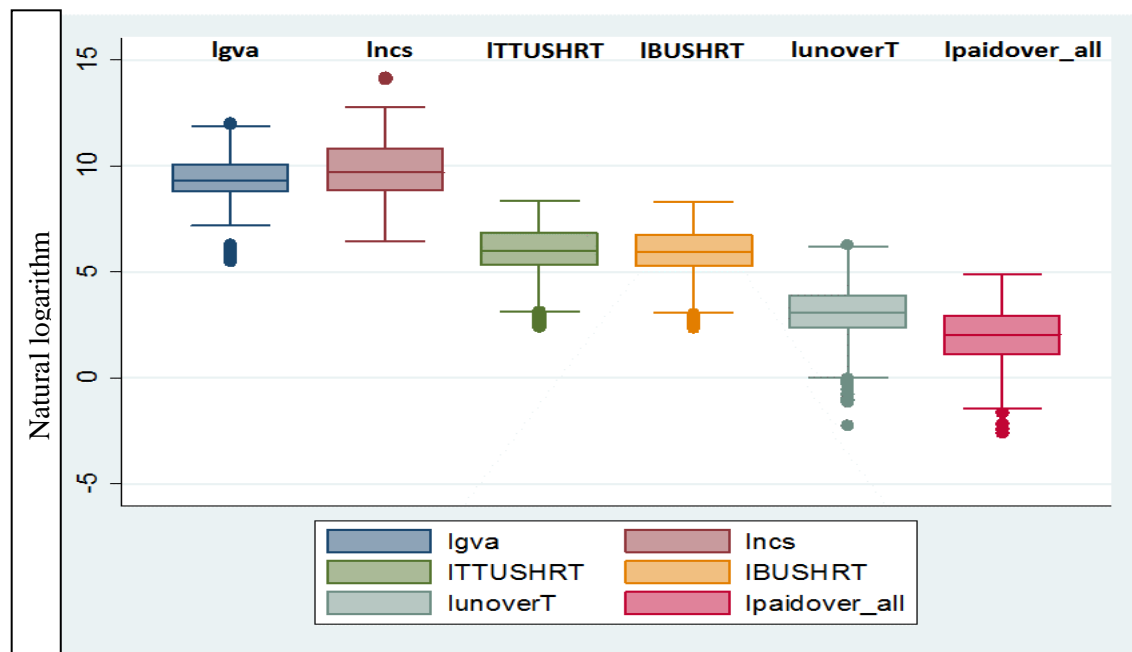 lgva lncs lTTUSHRT lBUSHRT lunoverT lpaidover_all
15
10
5
0
-5
Natural logarithm
lgva lncs
lTTUSHRT lBUSHRT
lunoverT lpaidover_all